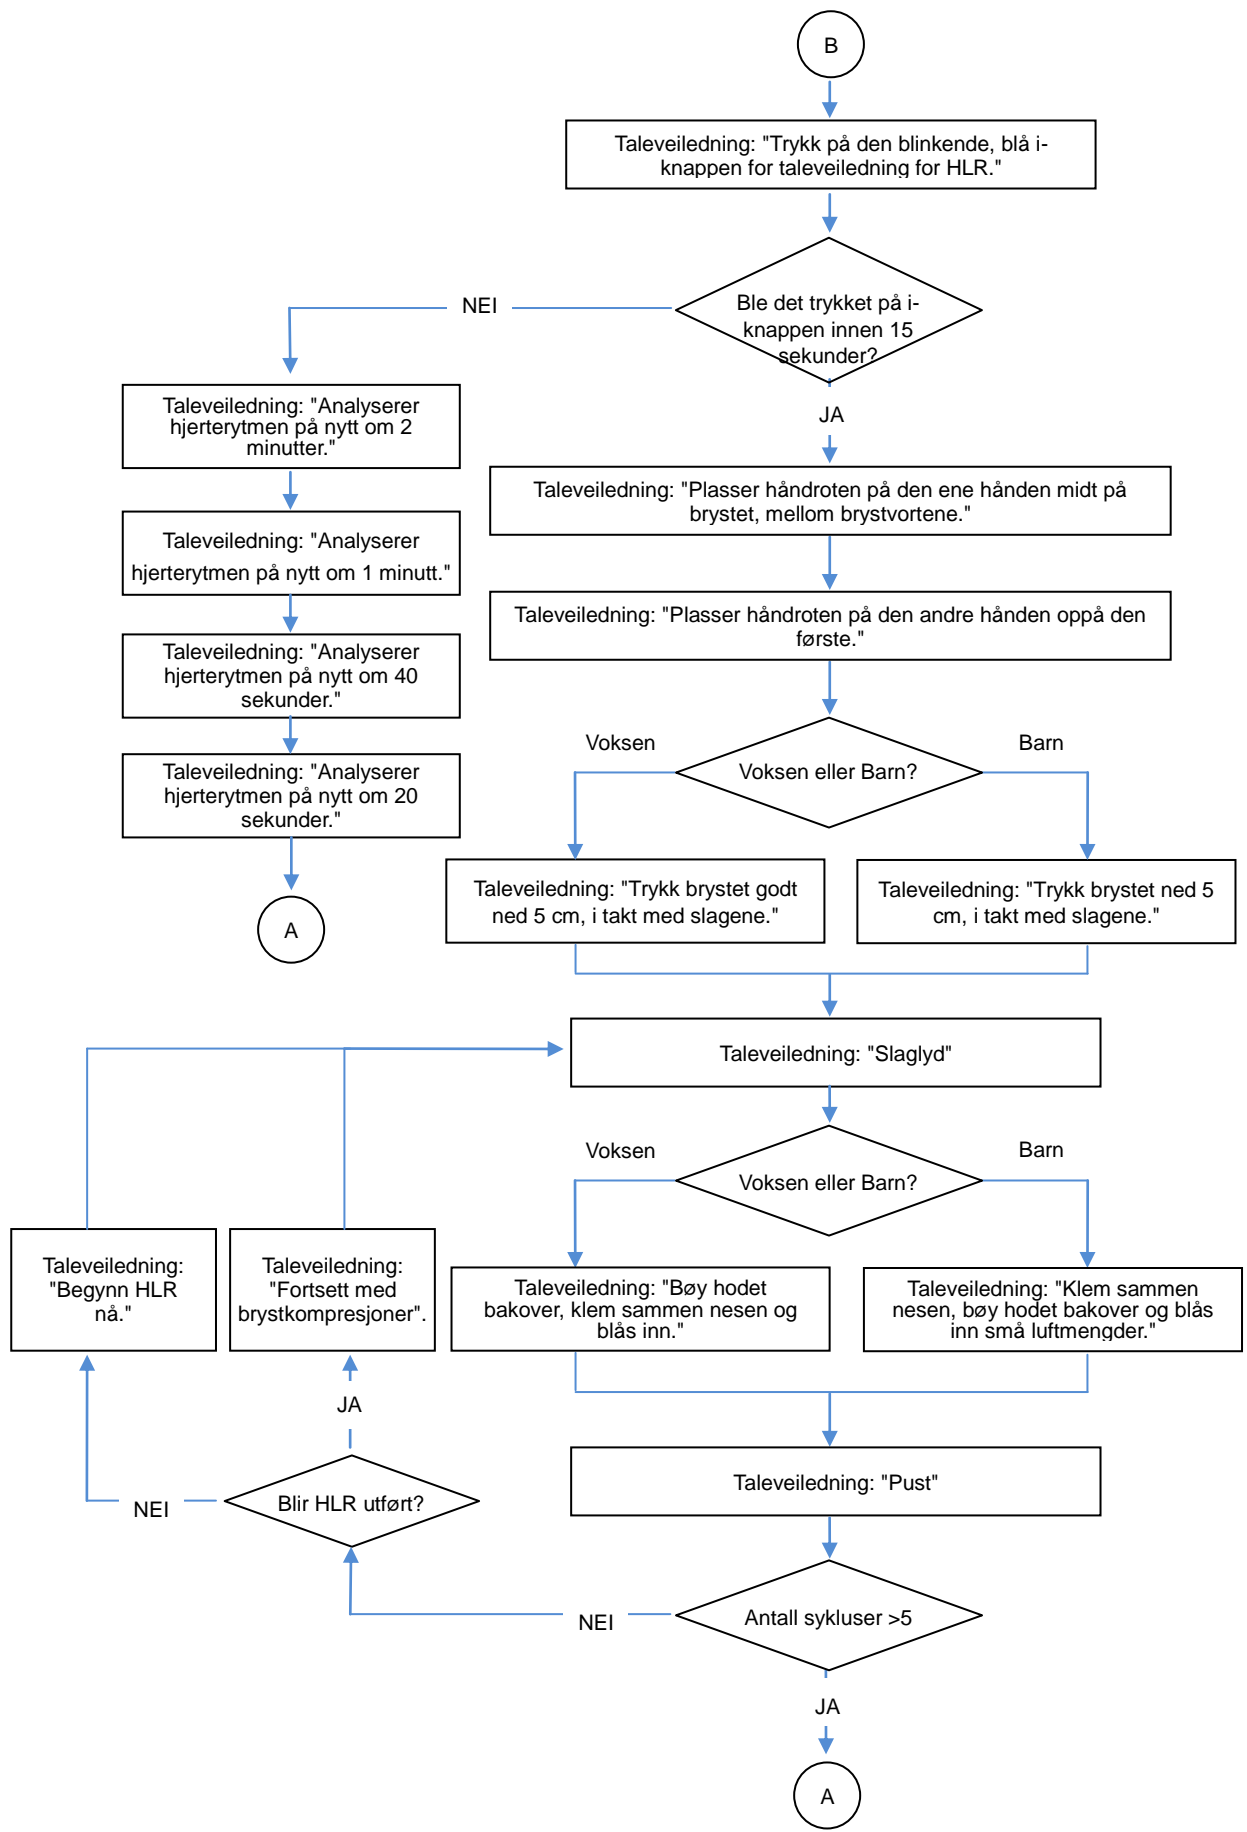 B
Taleveiledning: "Trykk på den blinkende, blå i-
knappen for taleveiledning for HLR."
Ble det trykket på i-
knappen innen 15
sekunder?
NEI
JA
Taleveiledning: "Analyserer
hjerterytmen på nytt om 2
minutter."
Taleveiledning: "Analyserer
hjerterytmen på nytt om 1 minutt."
Taleveiledning: "Analyserer
hjerterytmen på nytt om 40
sekunder."
Taleveiledning: "Analyserer
hjerterytmen på nytt om 20
sekunder."
A
Taleveiledning: "Plasser håndroten på den ene hånden midt på
brystet, mellom brystvortene."
Taleveiledning: "Plasser håndroten på den andre hånden oppå den
første."
Voksen eller Barn?
Voksen
Barn
Taleveiledning: "Trykk brystet godt
ned 5 cm, i takt med slagene."
Taleveiledning: "Trykk brystet ned 5
cm, i takt med slagene."
Taleveiledning: "Slaglyd"
Voksen eller Barn?
Voksen
Barn
Taleveiledning: "Bøy hodet
bakover, klem sammen nesen og
blås inn."
Taleveiledning: "Klem sammen
nesen, bøy hodet bakover og blås
inn små luftmengder."
Taleveiledning: "Pust"
Antall sykluser >5
NEI
JA
A
Blir HLR utført?
NEI
JA
Taleveiledning:
"Begynn HLR
nå."
Taleveiledning:
"Fortsett med
brystkompresjoner".